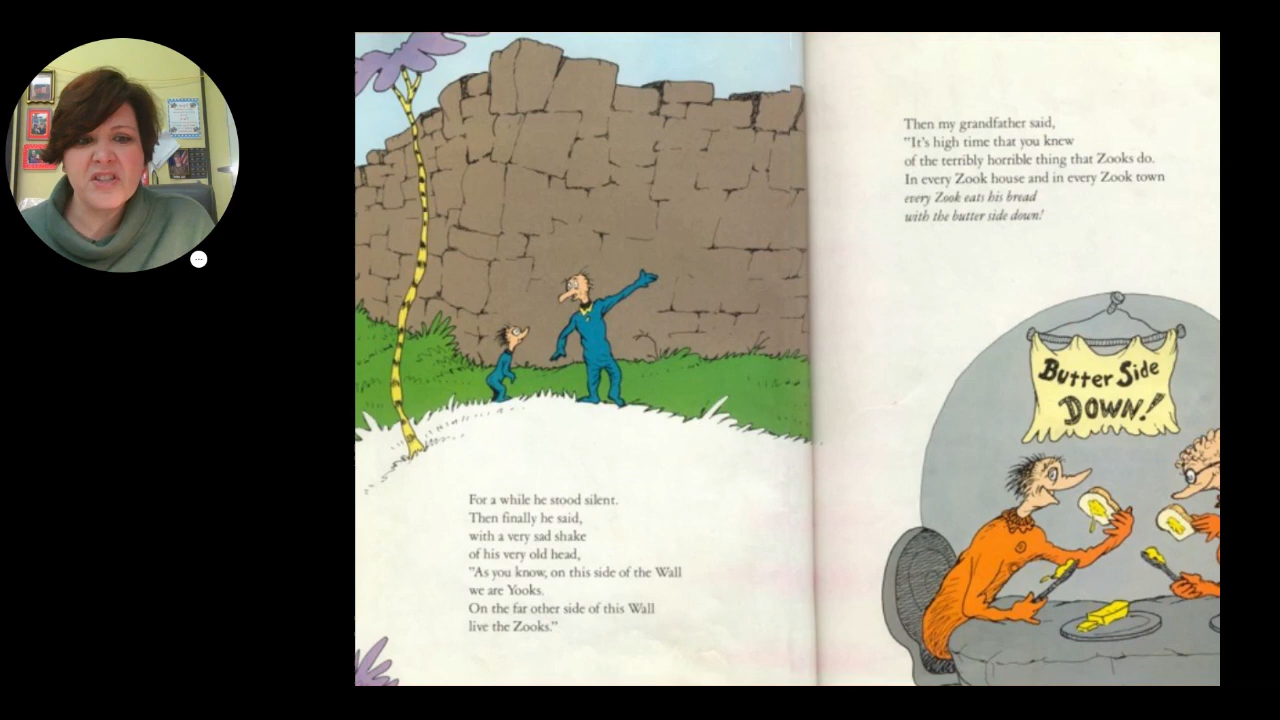 For a while he stood silent.
Then finally he said,
with a very sad shake
of his very old head,
"As you know, on this side of the Wall
we are Yooks.
On the far other side of this Wall
live the Zooks."
Then my grandfather said,
"It's high time that you knew
of the terribly horrible thing that Zooks do.
In every Zook house and in every Zook town
every Zook eats his bread
with the butter side down!
Butter Side
DOWN!